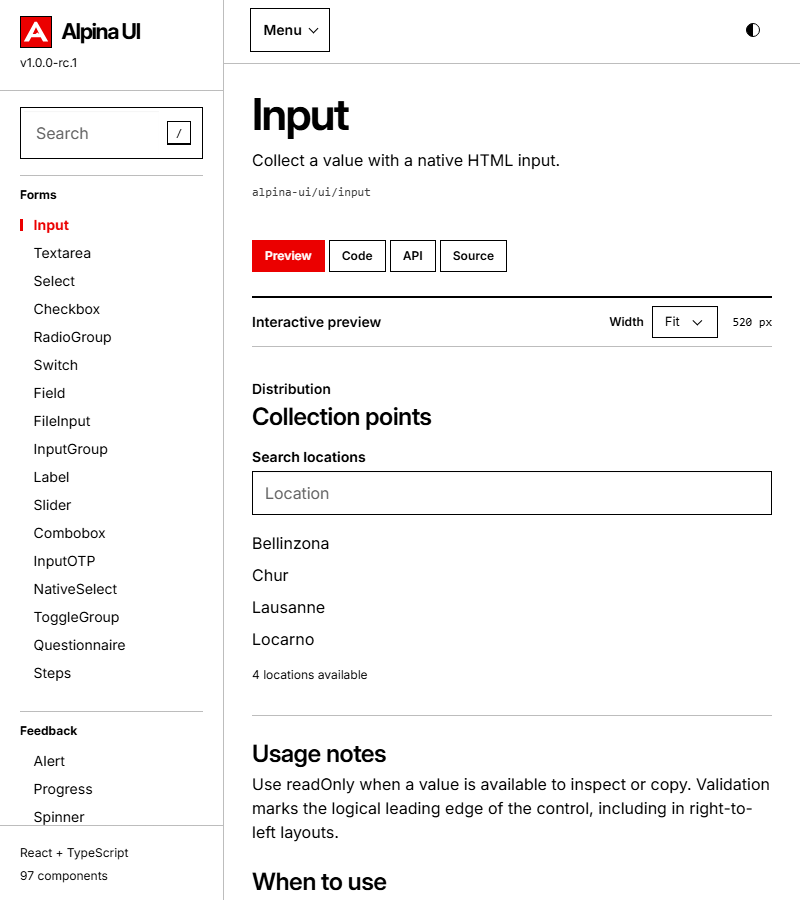 Alpina UI
v1.0.0-rc.1
Search /
Forms
Input
Textarea
Select
Checkbox
RadioGroup
Switch
Field
FileInput
InputGroup
Label
Slider
Combobox
InputOTP
NativeSelect
ToggleGroup
Questionnaire
Steps
Feedback
Alert
Progress
Spinner
React + TypeScript
97 components
Menu
Input
Collect a value with a native HTML input.
alpina-ui/ui/input
Preview Code API Source
Interactive preview Width Fit 520 px
Distribution
Collection points
Search locations
Location
Bellinzona
Chur
Lausanne
Locarno
4 locations available
Usage notes
Use readOnly when a value is available to inspect or copy. Validation
marks the logical leading edge of the control, including in right-to-
left layouts.
When to use